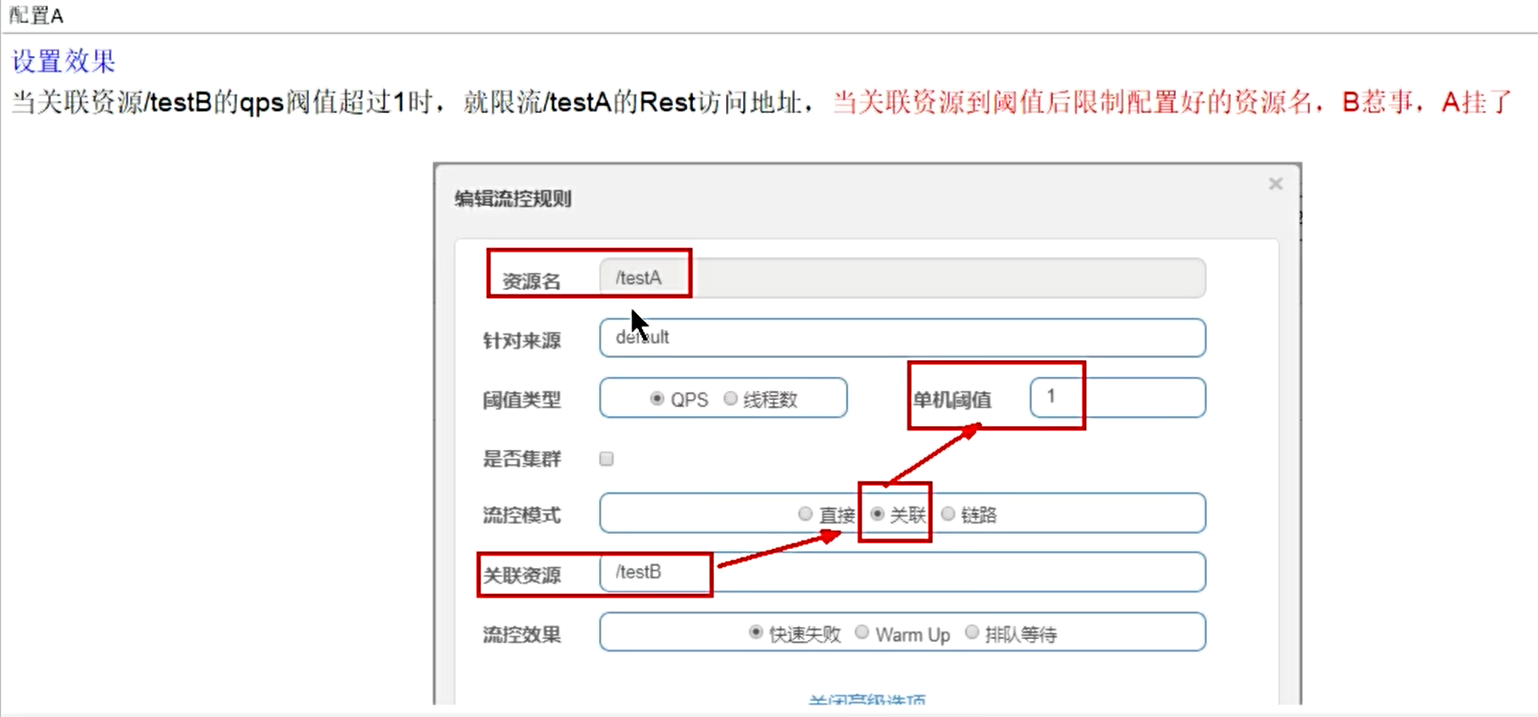 配置A
设置效果
当关联资源/testB的qps阀值超过1时，就限流/testA的Rest访问地址，当关联资源到阈值后限制配置好的资源名，B惹事，A挂了
编辑流控规则
资源名 /testA
针对来源 default
阈值类型 QPS 线程数 单机阈值 1
是否集群
流控模式 直接 关联 链路
关联资源 /testB
流控效果 快速失败 Warm Up 排队等待
关闭高级选项